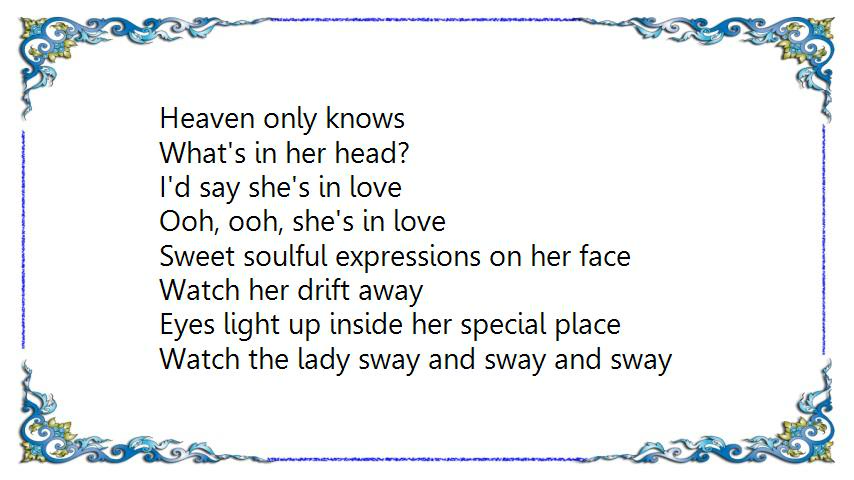 Heaven only knows
What's in her head?
I'd say she's in love
Ooh, ooh, she's in love
Sweet soulful expressions on her face
Watch her drift away
Eyes light up inside her special place
Watch the lady sway and sway and sway